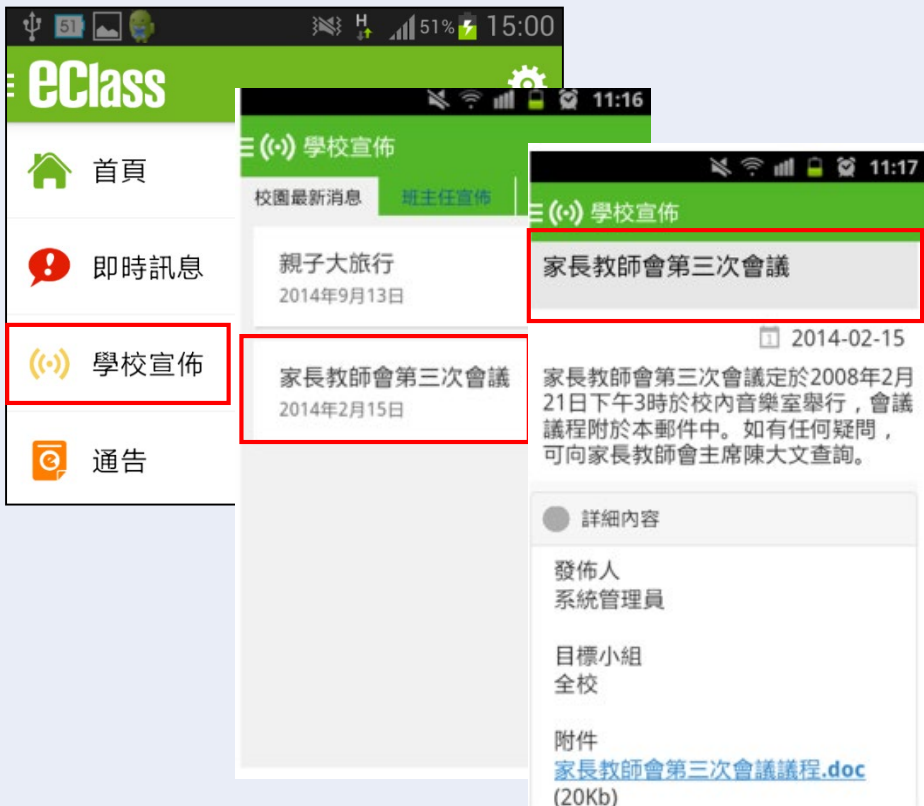 51 51% 15:00
eClass
首頁
即時訊息
學校宣佈
通告
11:16
學校宣佈
校園最新消息 班主任宣佈
親子大旅行
2014年9月13日
家長教師會第三次會議
2014年2月15日
11:17
學校宣佈
家長教師會第三次會議
2014-02-15
家長教師會第三次會議定於2008年2月
21日下午3時於校內音樂室舉行，會議
議程附於本郵件中。如有任何疑問，
可向家長教師會主席陳大文查詢。
詳細內容
發佈人
系統管理員
目標小組
全校
附件
家長教師會第三次會議議程.doc
(20Kb)